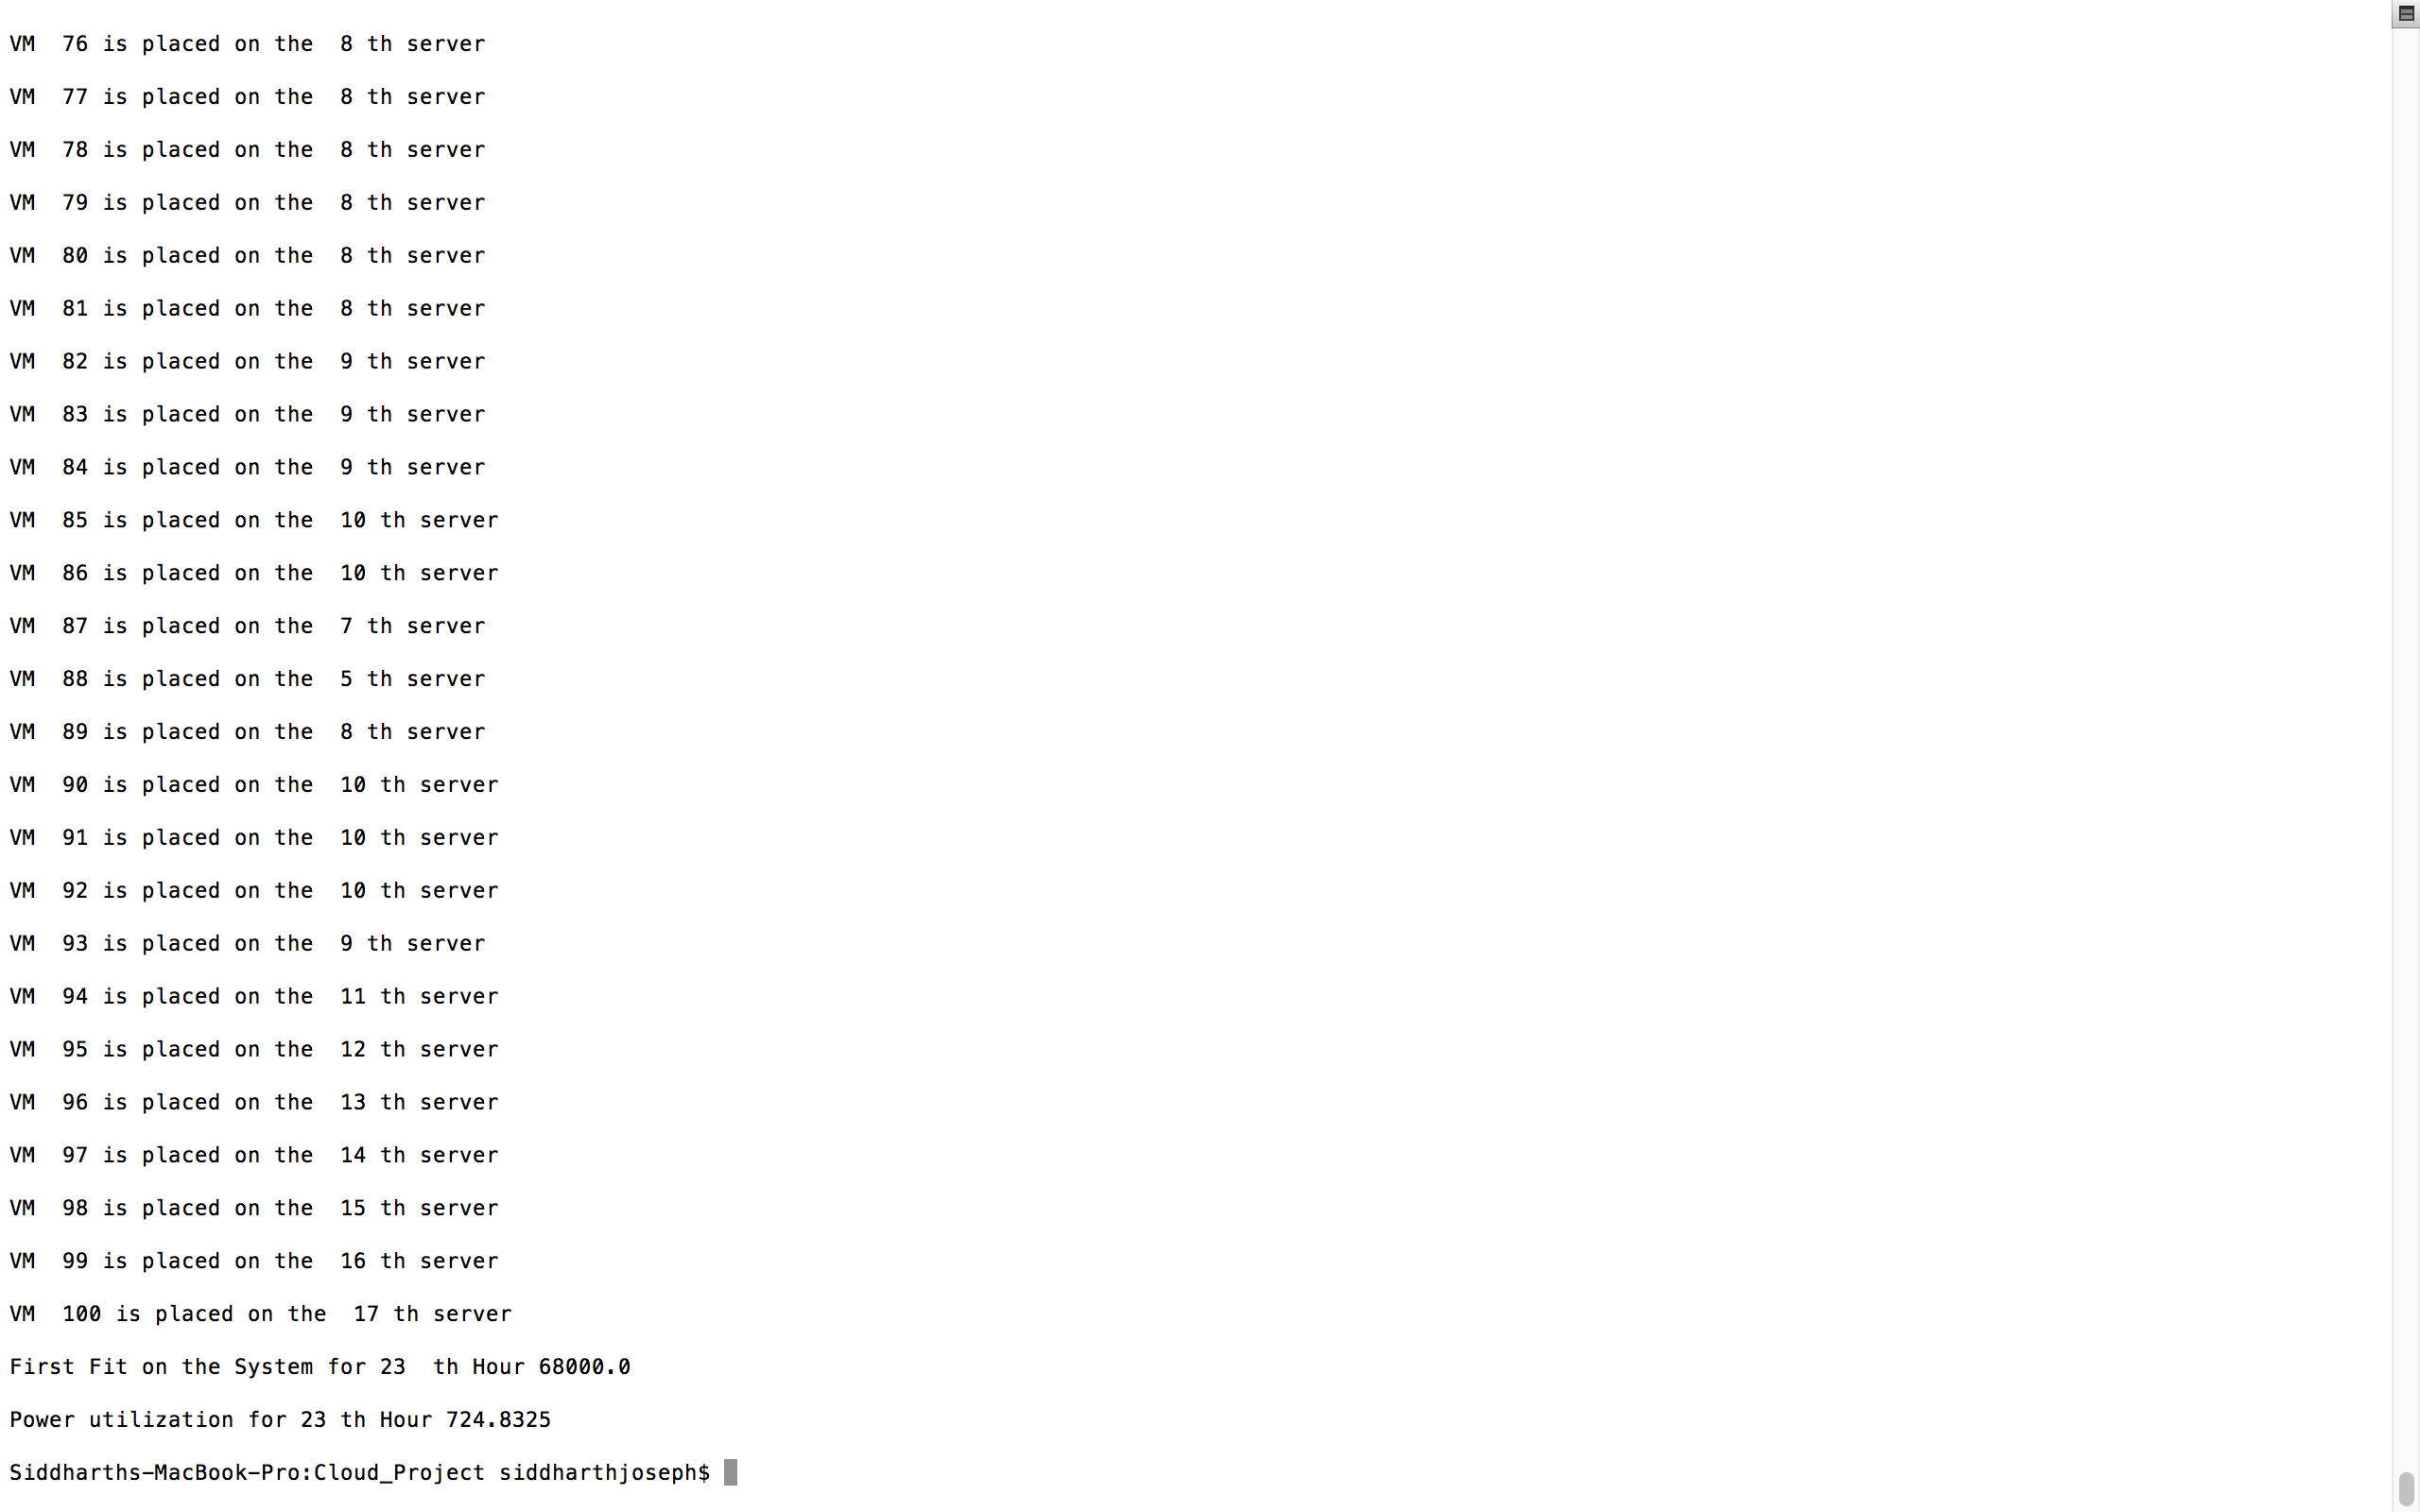 VM  76 is placed on the  8 th server
VM  77 is placed on the  8 th server
VM  78 is placed on the  8 th server
VM  79 is placed on the  8 th server
VM  80 is placed on the  8 th server
VM  81 is placed on the  8 th server
VM  82 is placed on the  9 th server
VM  83 is placed on the  9 th server
VM  84 is placed on the  9 th server
VM  85 is placed on the  10 th server
VM  86 is placed on the  10 th server
VM  87 is placed on the  7 th server
VM  88 is placed on the  5 th server
VM  89 is placed on the  8 th server
VM  90 is placed on the  10 th server
VM  91 is placed on the  10 th server
VM  92 is placed on the  10 th server
VM  93 is placed on the  9 th server
VM  94 is placed on the  11 th server
VM  95 is placed on the  12 th server
VM  96 is placed on the  13 th server
VM  97 is placed on the  14 th server
VM  98 is placed on the  15 th server
VM  99 is placed on the  16 th server
VM  100 is placed on the  17 th server
First Fit on the System for 23  th Hour 68000.0
Power utilization for 23 th Hour 724.8325
Siddharths-MacBook-Pro:Cloud_Project siddharthjoseph$